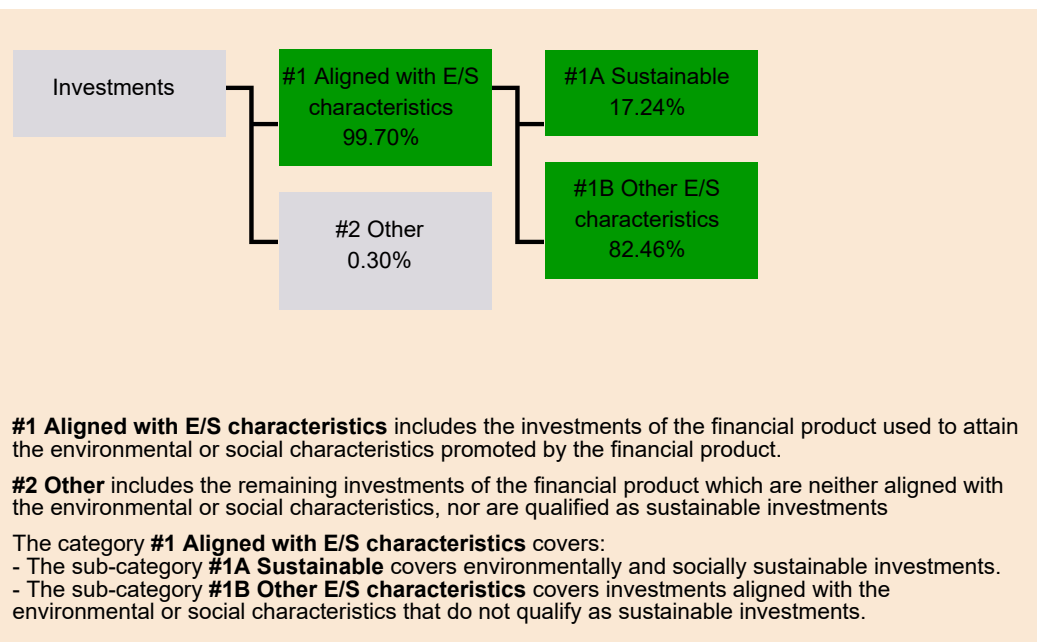 Investments
#1 Aligned with E/S
characteristics
99.70%
#2 Other
0.30%
#1A Sustainable
17.24%
#1B Other E/S
characteristics
82.46%
#1 Aligned with E/S characteristics includes the investments of the financial product used to attain
the environmental or social characteristics promoted by the financial product.
#2 Other includes the remaining investments of the financial product which are neither aligned with
the environmental or social characteristics, nor are qualified as sustainable investments
The category #1 Aligned with E/S characteristics covers:
- The sub-category #1A Sustainable covers environmentally and socially sustainable investments.
- The sub-category #1B Other E/S characteristics covers investments aligned with the
environmental or social characteristics that do not qualify as sustainable investments.